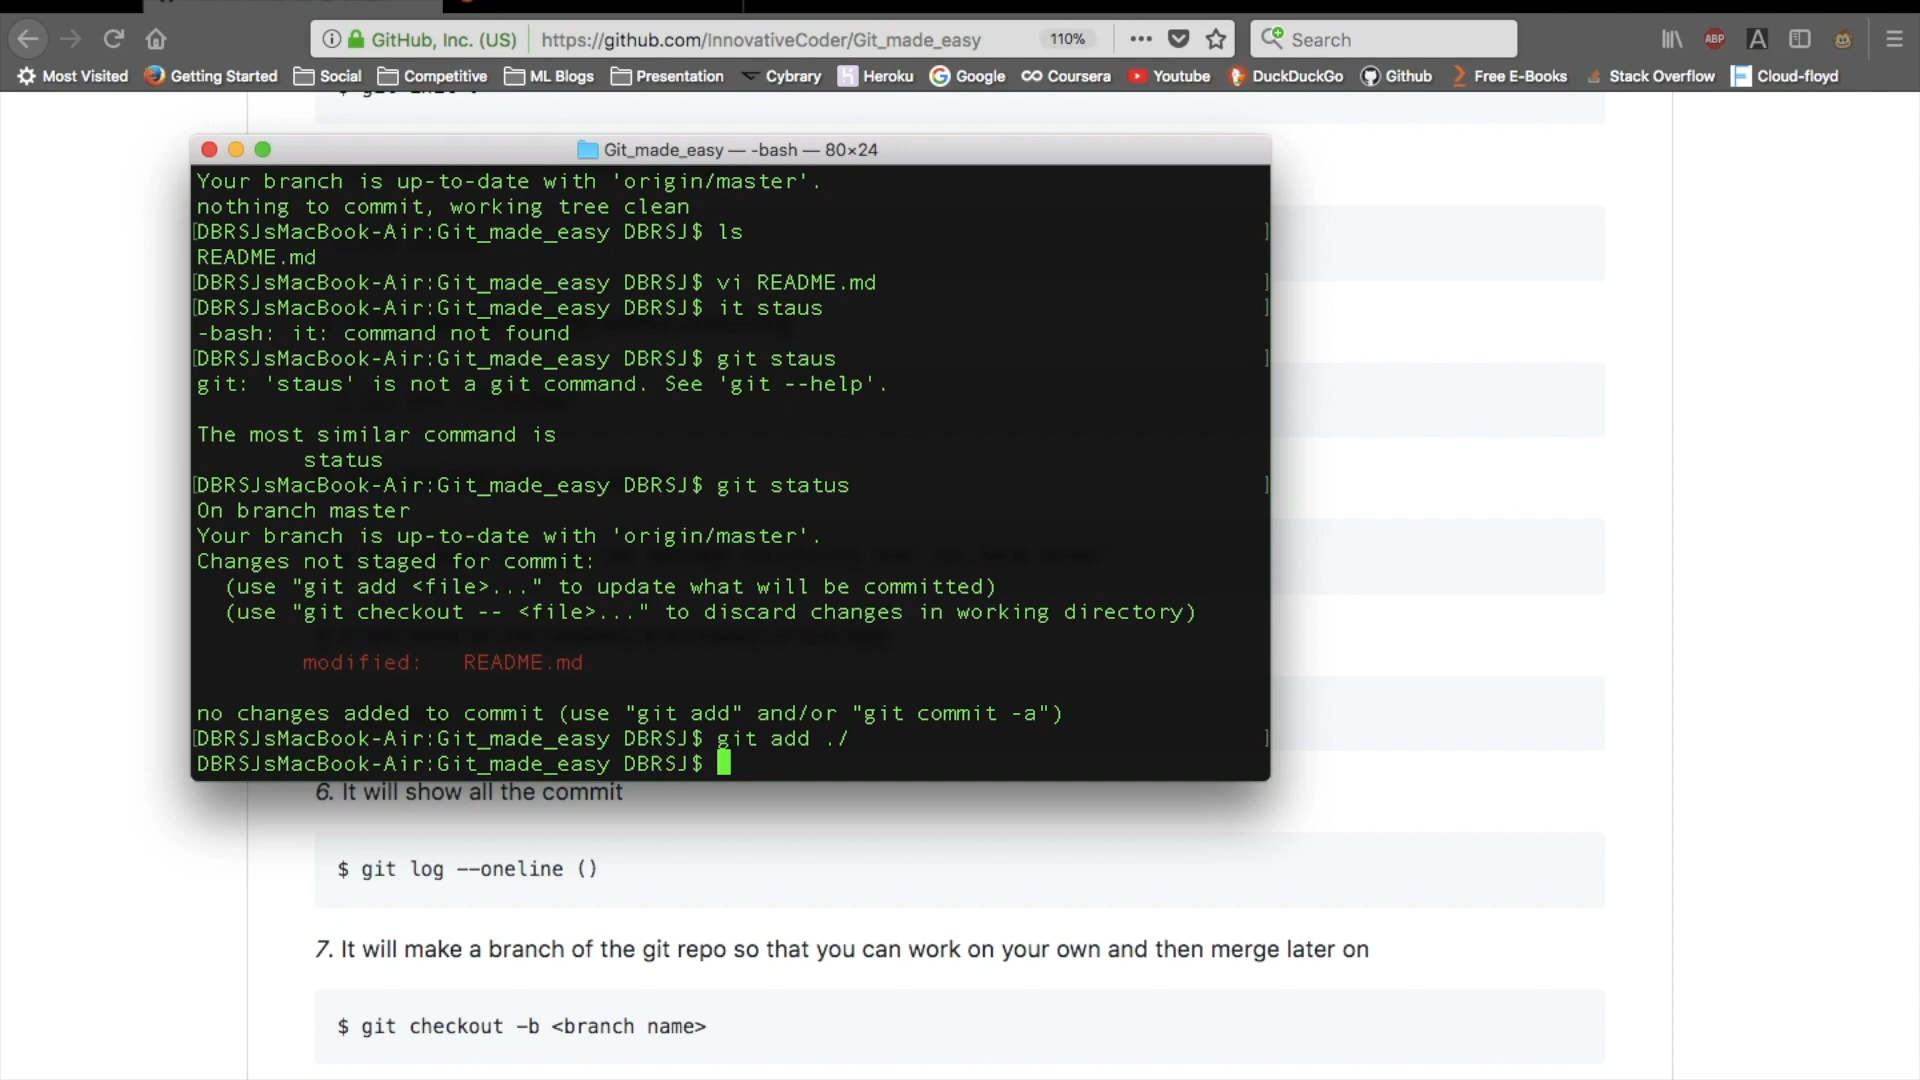 GitHub, Inc. (US) https://github.com/InnovativeCoder/Git_made_easy 110% Search
Most Visited Getting Started Social Competitive ML Blogs Presentation Cybrary Heroku Google Coursera Youtube DuckDuckGo Github Free E-Books Stack Overflow Cloud-floyd
Git_made_easy — -bash — 80×24
Your branch is up-to-date with 'origin/master'.
nothing to commit, working tree clean
[DBRSJsMacBook-Air:Git_made_easy DBRSJ$ ls ]
README.md
[DBRSJsMacBook-Air:Git_made_easy DBRSJ$ vi README.md ]
[DBRSJsMacBook-Air:Git_made_easy DBRSJ$ it staus ]
-bash: it: command not found
[DBRSJsMacBook-Air:Git_made_easy DBRSJ$ git staus ]
git: 'staus' is not a git command. See 'git --help'.
The most similar command is
status
[DBRSJsMacBook-Air:Git_made_easy DBRSJ$ git status ]
On branch master
Your branch is up-to-date with 'origin/master'.
Changes not staged for commit:
(use "git add <file>..." to update what will be committed)
(use "git checkout -- <file>..." to discard changes in working directory)
modified: README.md
no changes added to commit (use "git add" and/or "git commit -a")
[DBRSJsMacBook-Air:Git_made_easy DBRSJ$ git add ./ ]
DBRSJsMacBook-Air:Git_made_easy DBRSJ$
6. It will show all the commit
$ git log --oneline ()
7. It will make a branch of the git repo so that you can work on your own and then merge later on
$ git checkout -b <branch name>